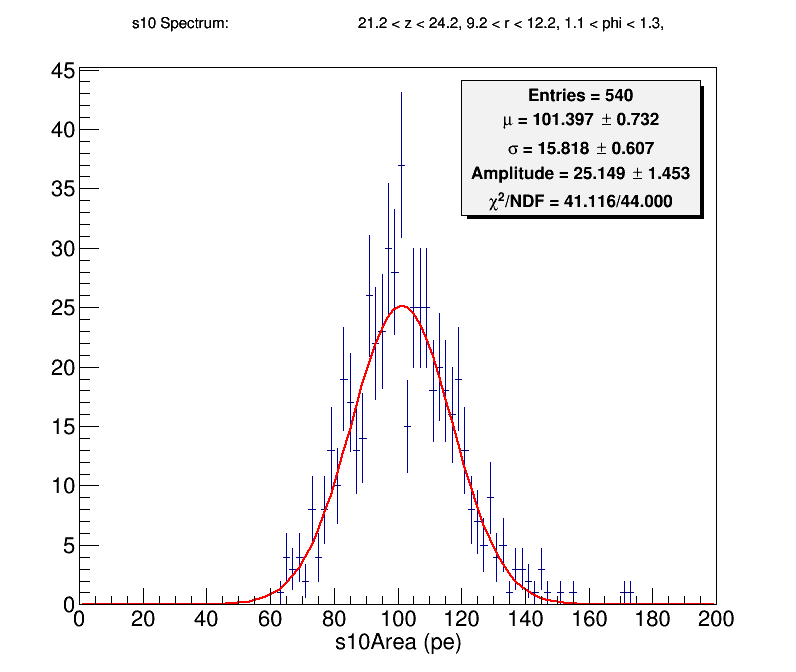 s10 Spectrum: 21.2 < z < 24.2, 9.2 < r < 12.2, 1.1 < phi < 1.3,
Entries = 540
μ = 101.397 ± 0.732
σ = 15.818 ± 0.607
Amplitude = 25.149 ± 1.453
χ²/NDF = 41.116/44.000
45
40
35
30
25
20
15
10
5
0
0 20 40 60 80 100 120 140 160 180 200
s10Area (pe)